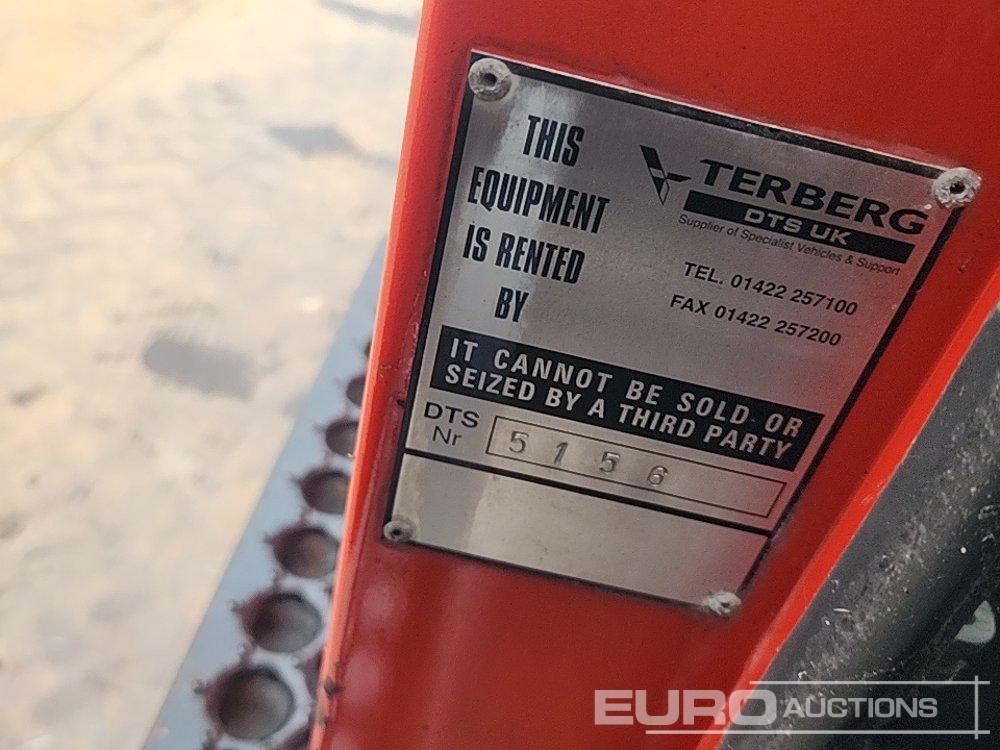 THIS
EQUIPMENT
IS RENTED
BY
TERBERG
DTS UK
Supplier of Specialist Vehicles & Support
TEL. 01422 257100
FAX 01422 257200
IT CANNOT BE SOLD OR
SEIZED BY A THIRD PARTY
DTS
Nr
5156
EURO AUCTIONS